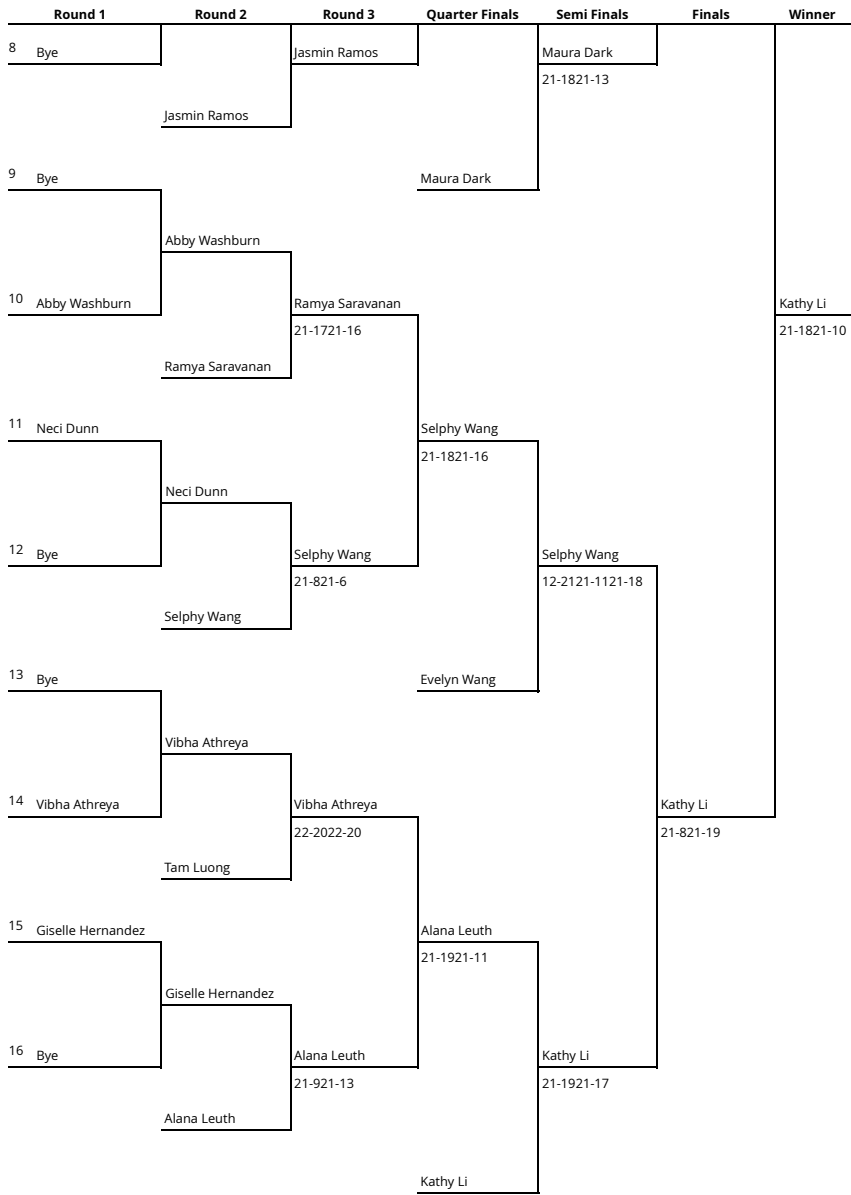 Round 1 Round 2 Round 3 Quarter Finals Semi Finals Finals Winner
8 Bye Jasmin Ramos Maura Dark
21-1821-13
Jasmin Ramos
9 Bye Maura Dark
Abby Washburn
10 Abby Washburn Ramya Saravanan Kathy Li
21-1721-16 21-1821-10
Ramya Saravanan
11 Neci Dunn Selphy Wang
21-1821-16
Neci Dunn
12 Bye Selphy Wang Selphy Wang
21-821-6 12-2121-1121-18
Selphy Wang
13 Bye Evelyn Wang
Vibha Athreya
14 Vibha Athreya Vibha Athreya Kathy Li
22-2022-20 21-821-19
Tam Luong
15 Giselle Hernandez Alana Leuth
21-1921-11
Giselle Hernandez
16 Bye Alana Leuth Kathy Li
21-921-13 21-1921-17
Alana Leuth
Kathy Li